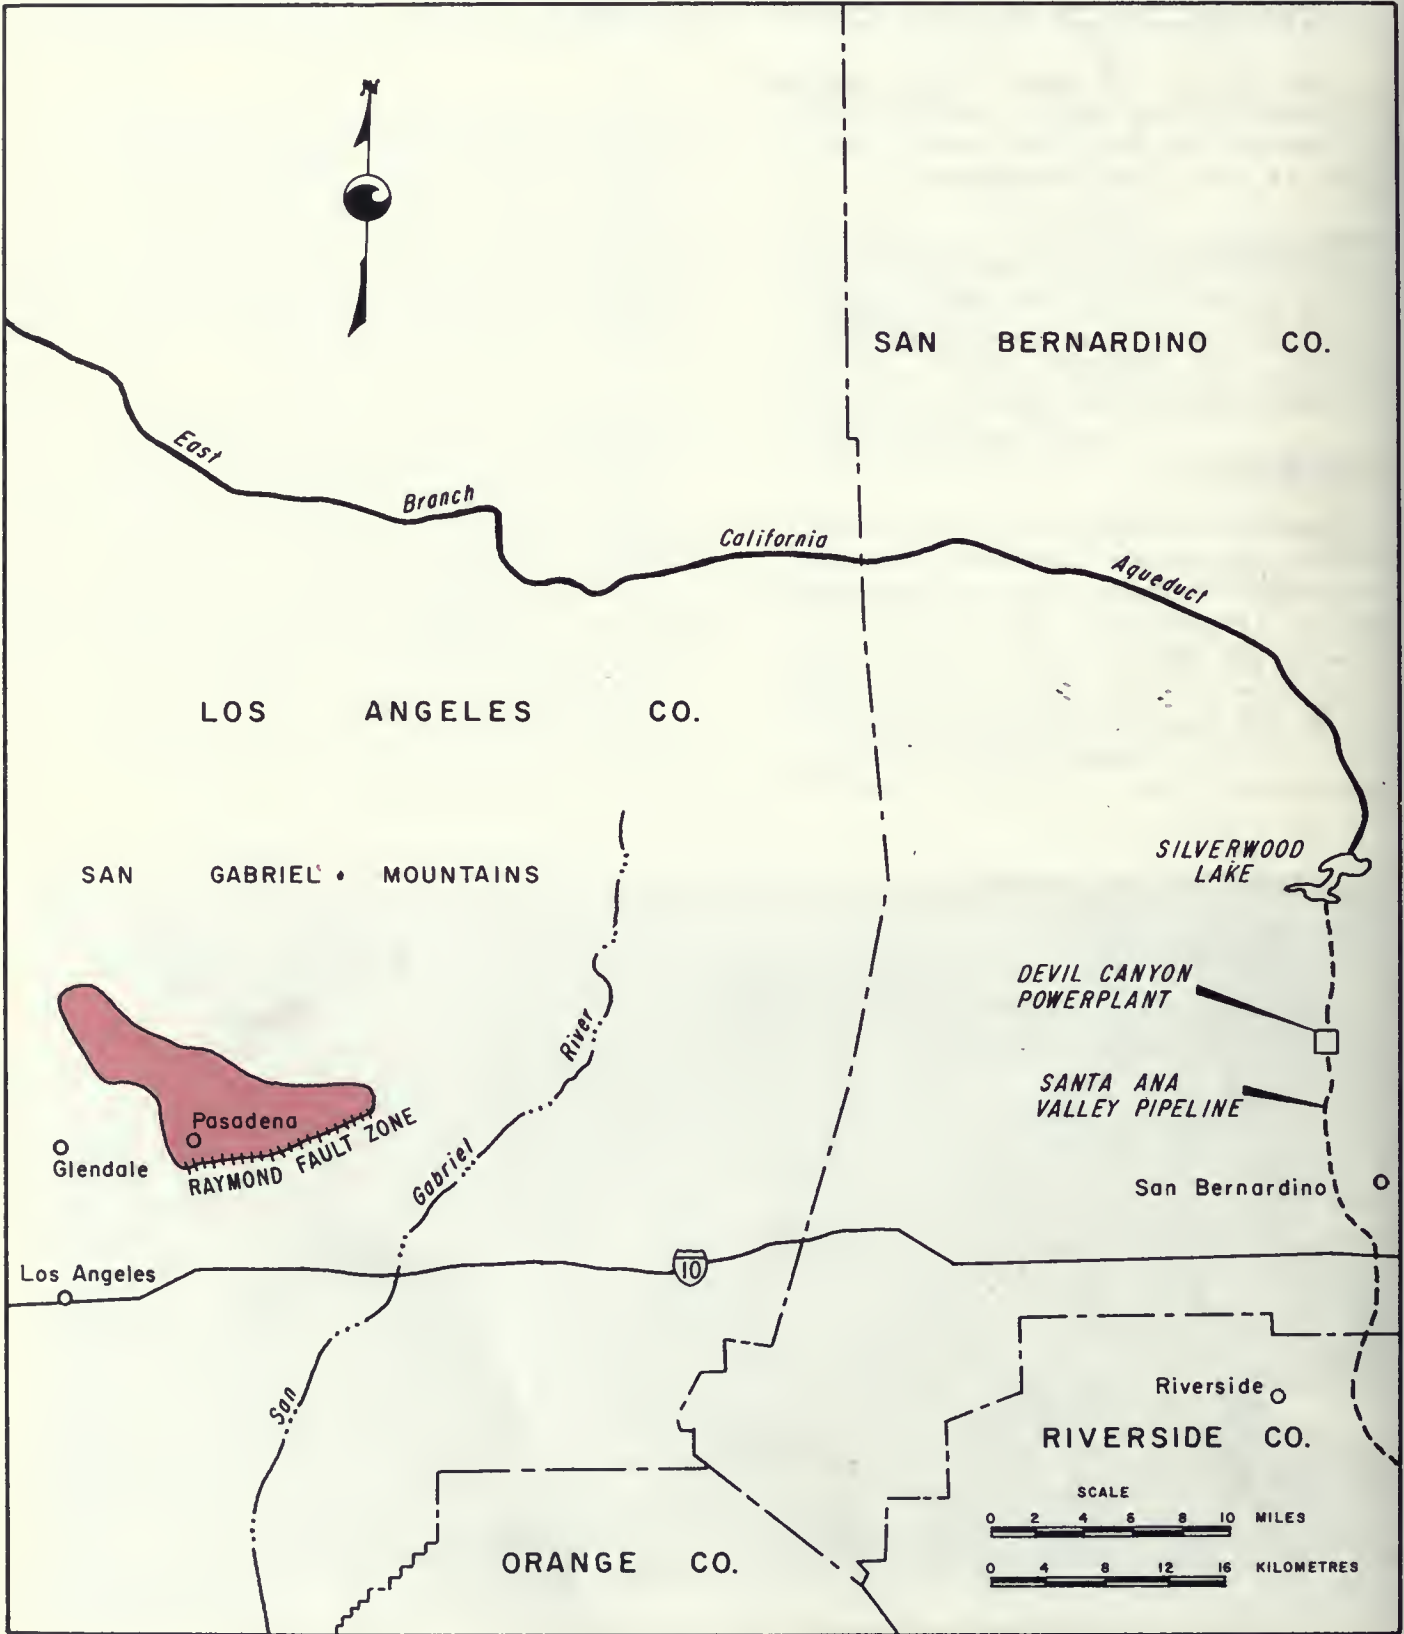 N
SAN BERNARDINO CO.
East Branch California Aqueduct
LOS ANGELES CO.
SAN GABRIEL MOUNTAINS
SILVERWOOD
LAKE
DEVIL CANYON
POWERPLANT
SANTA ANA
VALLEY PIPELINE
Pasadena
Glendale
RAYMOND FAULT ZONE
San Gabriel River
San Bernardino
Los Angeles
10
Riverside
RIVERSIDE CO.
ORANGE CO.
SCALE
0 2 4 6 8 10 MILES
0 4 8 12 16 KILOMETRES